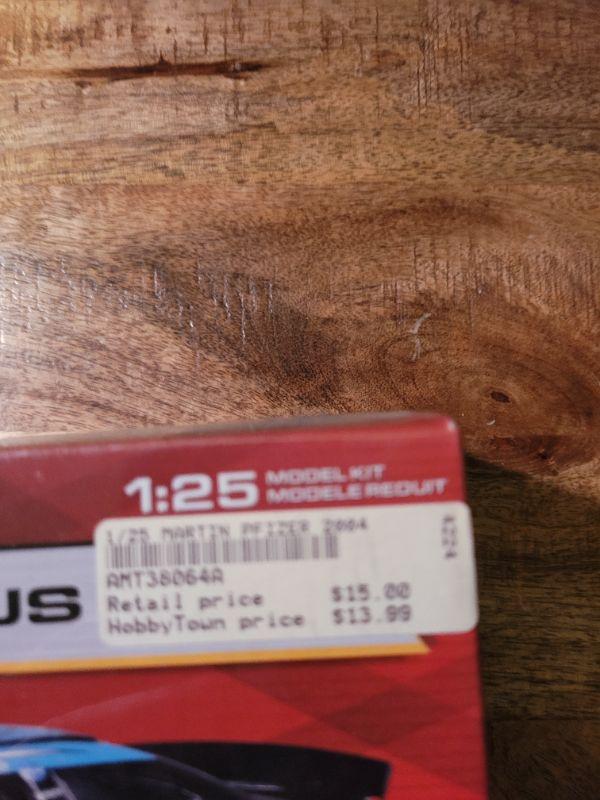 1:25 MODEL KIT
MODELE REDUIT
1/25 MARTIN PFIZER 2004
4224
AMT38064A
Retail price $15.00
HobbyTown price $13.99
US